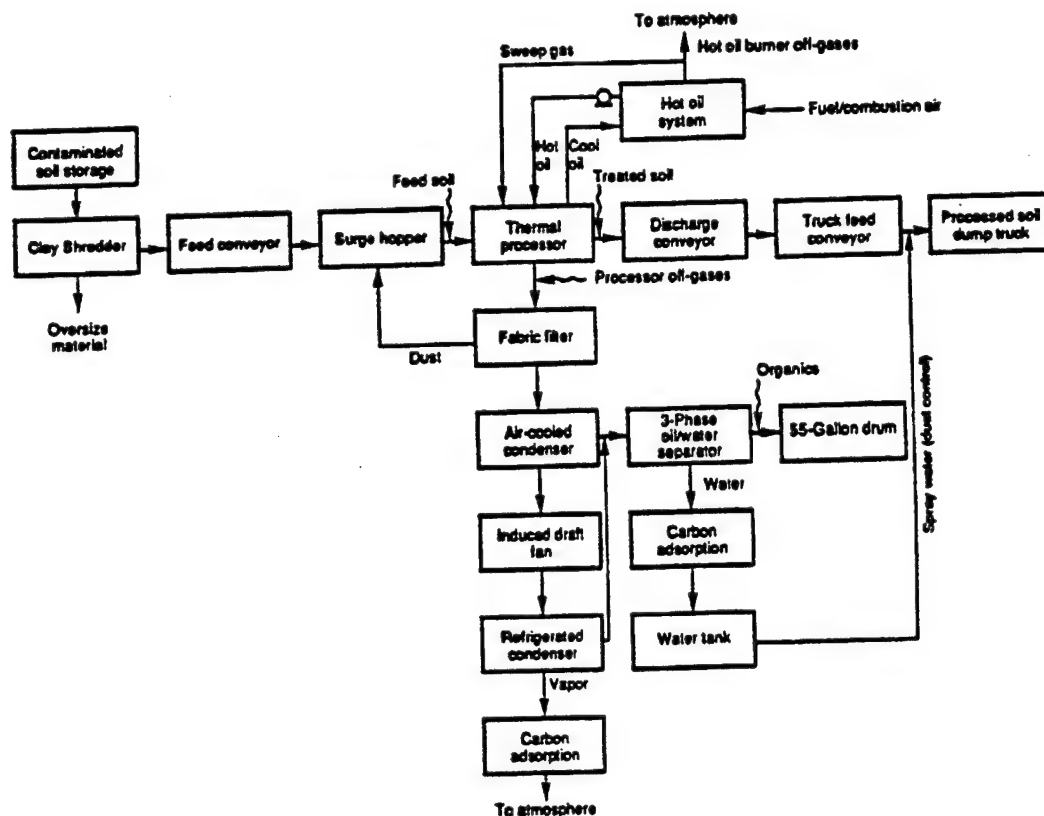 To atmosphere
Hot oil burner off-gases
Sweep gas
Hot oil
system
Fuel/combustion air
Contaminated
soil storage
Hot
oil
Cool
oil
Feed soil
Treated soil
Clay Shredder
Feed conveyor
Surge hopper
Thermal
processor
Discharge
conveyor
Truck feed
conveyor
Processed soil
dump truck
Processor off-gases
Oversize
material
Dust
Fabric filter
Organics
Air-cooled
condenser
3-Phase
oil/water
separator
55-Gallon drum
Spray water (dust control)
Water
Induced draft
fan
Carbon
adsorption
Refrigerated
condenser
Water tank
Vapor
Carbon
adsorption
To atmosphere